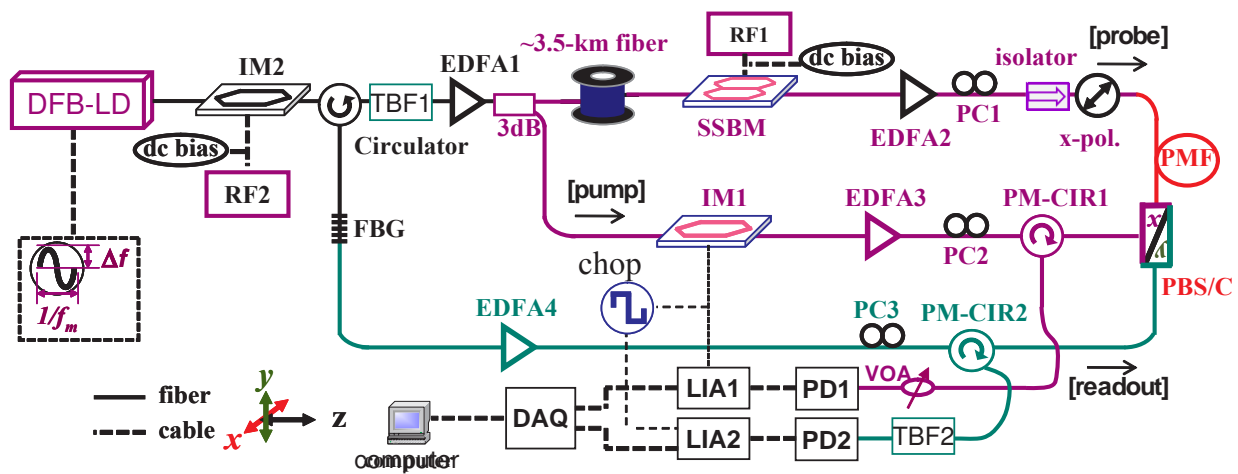 ~3.5-km fiber
RF1
dc bias
[probe]
IM2
EDFA1
isolator
DFB-LD
TBF1
3dB
SSBM
EDFA2
PC1
x-pol.
Circulator
dc bias
RF2
PMF
[pump]
IM1
EDFA3
PM-CIR1
FBG
PC2
x
y
Δf
1/fm
chop
PBS/C
EDFA4
PC3
PM-CIR2
[readout]
VOA
LIA1
PD1
DAQ
LIA2
PD2
TBF2
fiber
cable
y
x
z
computer